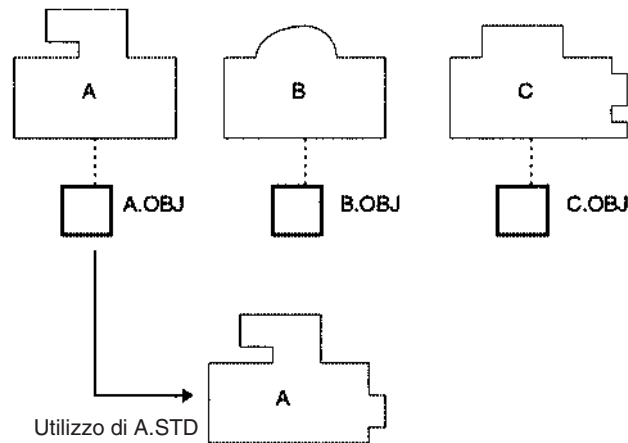 A
B
C
A.OBJ
B.OBJ
C.OBJ
A
Utilizzo di A.STD